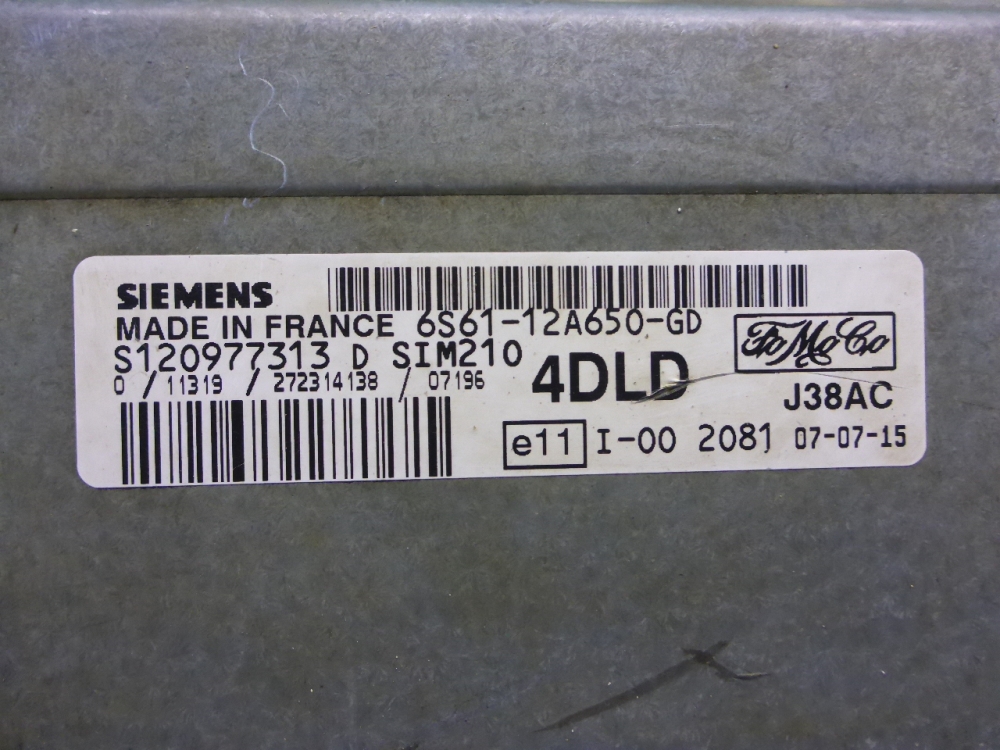 SIEMENS
MADE IN FRANCE 6S61-12A650-GD
FoMoCo
S120977313 D SIM210
4DLD
0 / 11319 / 272314138 / 07196
J38AC
e11 I-00 2081 07-07-15